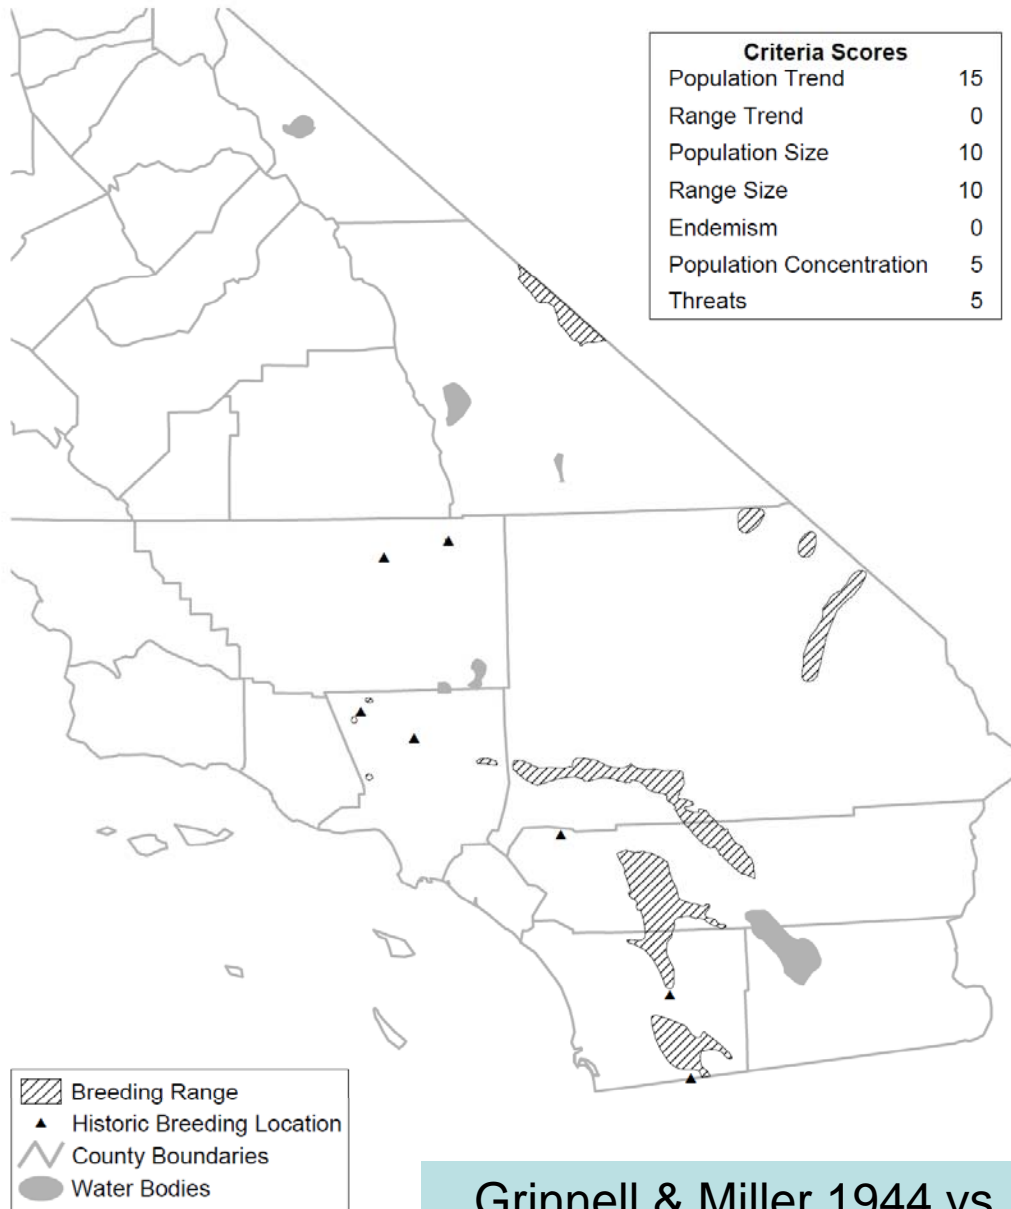 Criteria Scores
Population Trend 15
Range Trend 0
Population Size 10
Range Size 10
Endemism 0
Population Concentration 5
Threats 5
Breeding Range
Historic Breeding Location
County Boundaries
Water Bodies
Grinnell & Miller 1944 vs